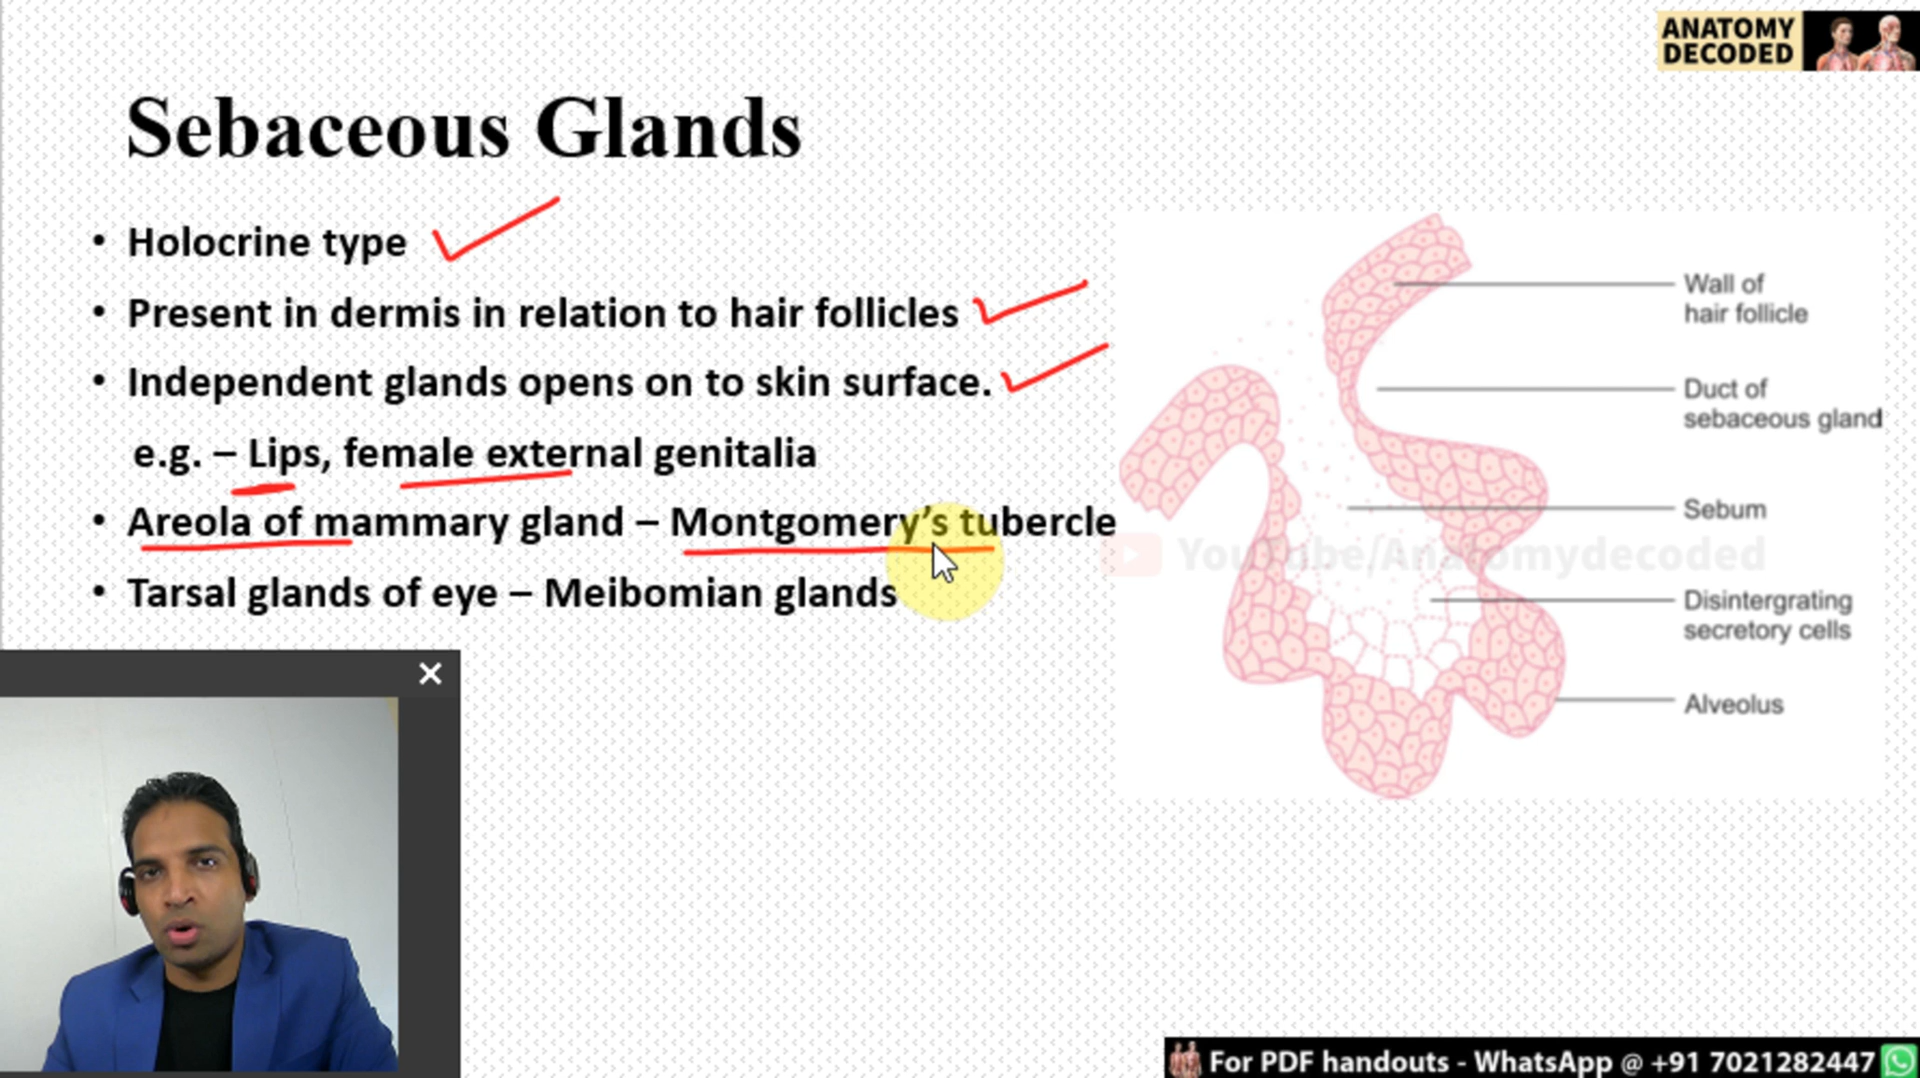 ANATOMY
DECODED
Sebaceous Glands
• Holocrine type
• Present in dermis in relation to hair follicles
• Independent glands opens on to skin surface.
e.g. – Lips, female external genitalia
• Areola of mammary gland – Montgomery's tubercle
• Tarsal glands of eye – Meibomian glands
Wall of
hair follicle
Duct of
sebaceous gland
Sebum
YouTube/Anatomydecoded
Disintergrating
secretory cells
Alveolus
For PDF handouts - WhatsApp @ +91 7021282447